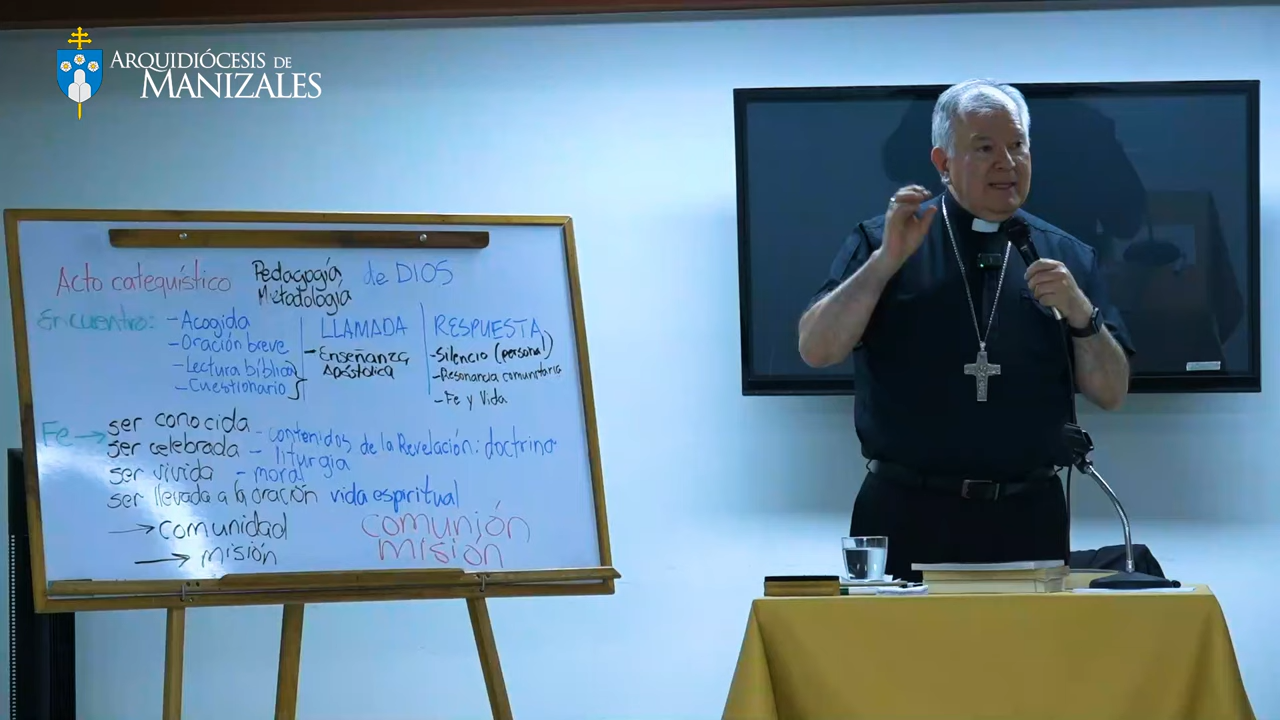 ARQUIDIÓCESIS DE
MANIZALES
Acto catequístico Pedagogía, Metodología de DIOS
Encuentro:
- Acogida
- Oración breve
- Lectura bíblica
- Cuestionario
LLAMADA
- Enseñanza
Apóstolica
RESPUESTA
- Silencio (personal)
- Resonancia comunitaria
- Fe y Vida
Fe → ser conocida - contenidos de la Revelación: doctrina
ser celebrada - liturgia
ser vivida - moral
ser llevada a la oración vida espiritual
→ comunidad
→ misión
comunión
misión